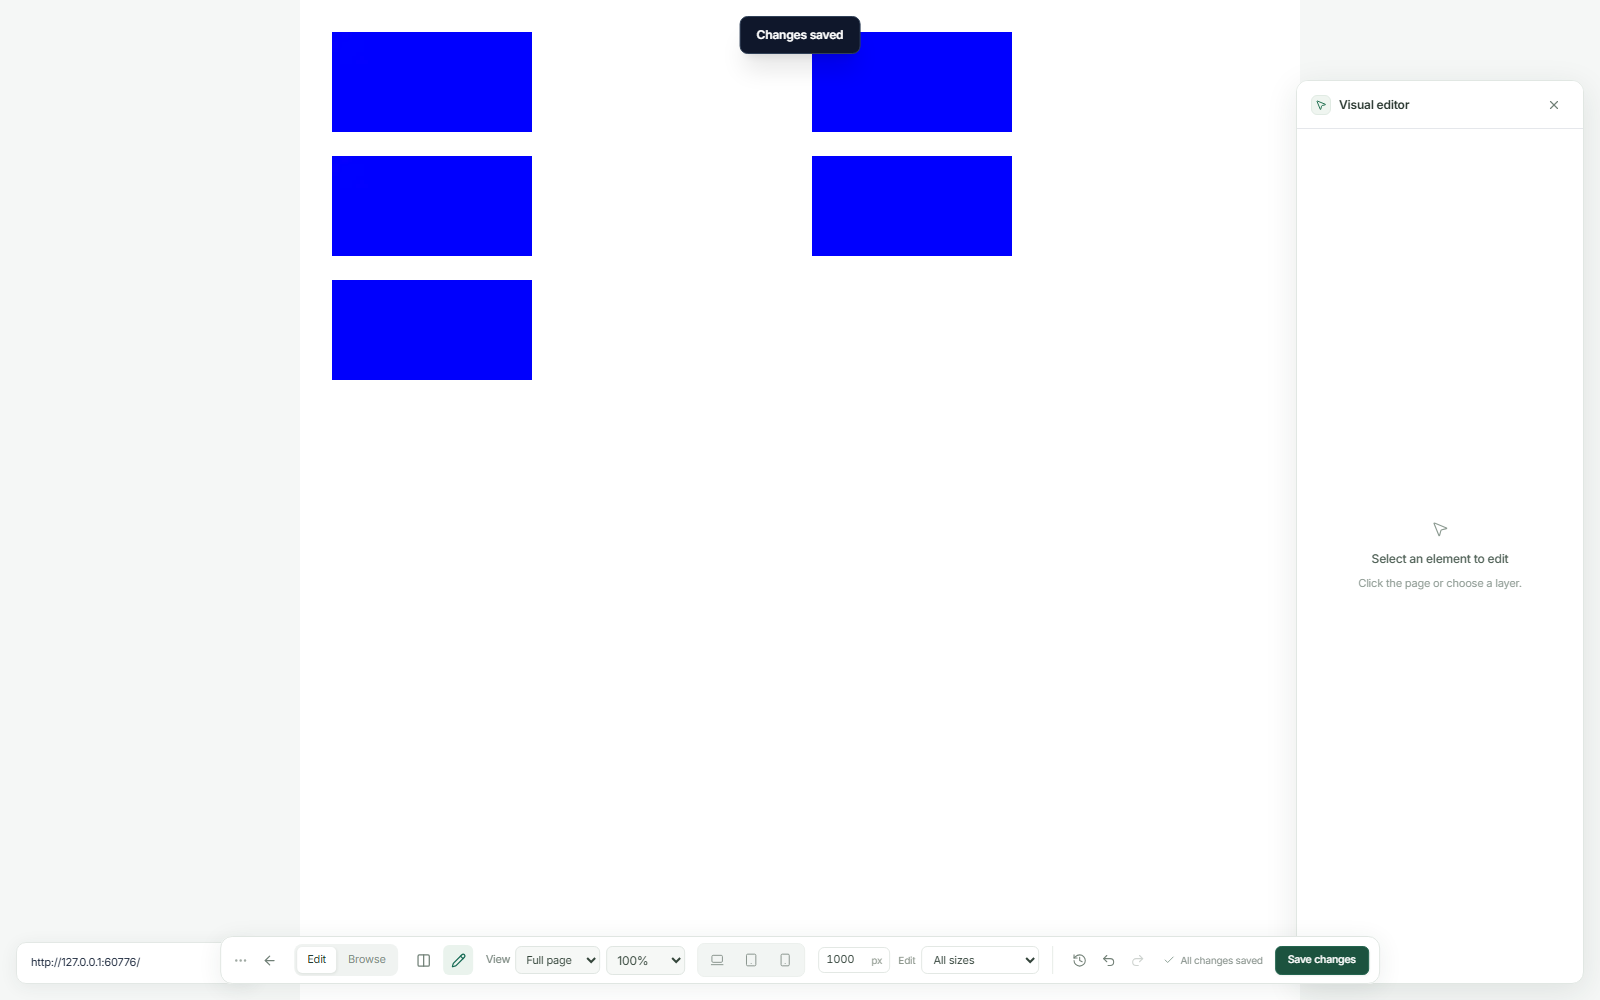 Changes saved
Visual editor
Select an element to edit
Click the page or choose a layer.
http://127.0.0.1:60776/
Edit
Browse
View
Full page
100%
1000
px
Edit
All sizes
All changes saved
Save changes